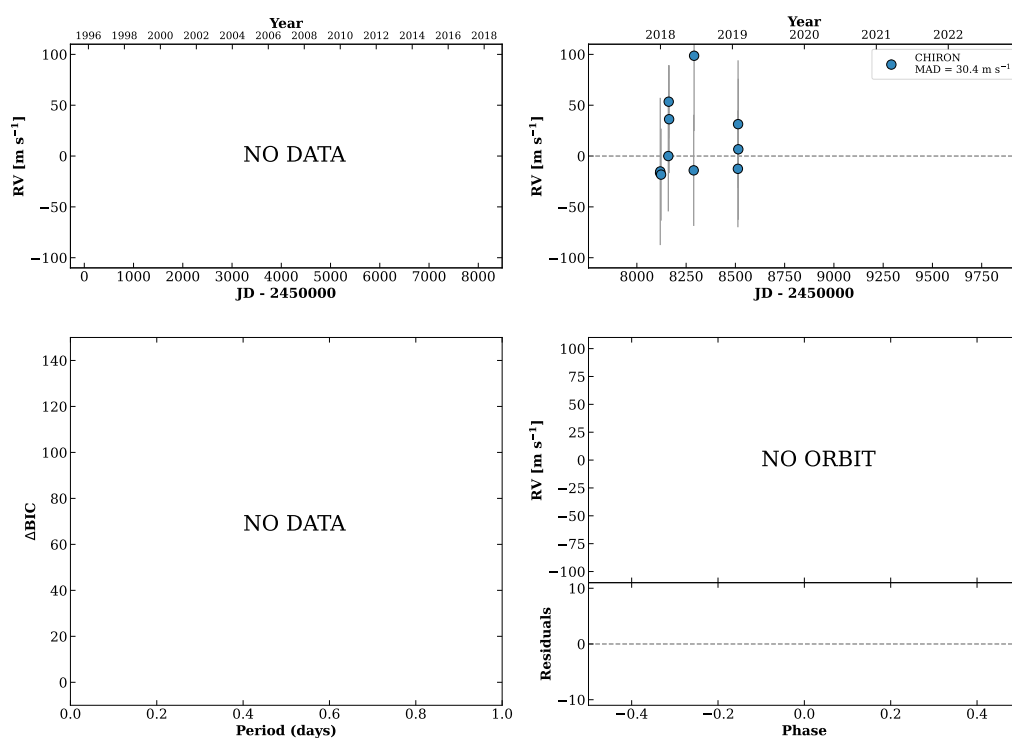 Year
1996 1998 2000 2002 2004 2006 2008 2010 2012 2014 2016 2018
100
50
0
−50
−100
RV [m s−1]
NO DATA
0 1000 2000 3000 4000 5000 6000 7000 8000
JD - 2450000
Year
2018 2019 2020 2021 2022
100
50
0
−50
−100
RV [m s−1]
CHIRON
MAD = 30.4 m s−1
8000 8250 8500 8750 9000 9250 9500 9750
JD - 2450000
140
120
100
80
60
40
20
0
ΔBIC
NO DATA
0.0 0.2 0.4 0.6 0.8 1.0
Period (days)
100
75
50
25
0
−25
−50
−75
−100
RV [m s−1]
NO ORBIT
10
0
−10
Residuals
−0.4 −0.2 0.0 0.2 0.4
Phase